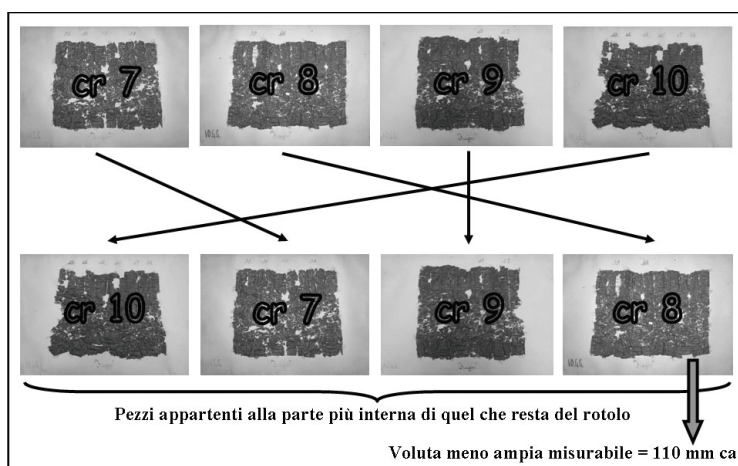 cr 7 cr 8 cr 9 cr 10
cr 10 cr 7 cr 9 cr 8
Pezzi appartenti alla parte più interna di quel che resta del rotolo
Voluta meno ampia misurabile = 110 mm ca